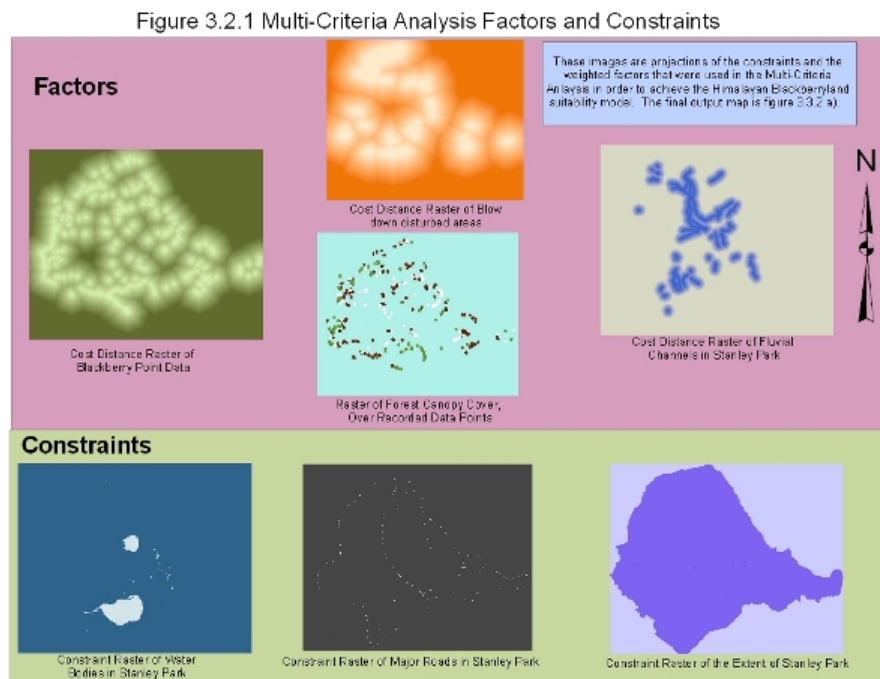 Figure 3.2.1 Multi-Criteria Analysis Factors and Constraints
Factors
These images are projections of the constraints and the
weighted factors that were used in the Multi-Criteria
Anlaysis in order to achieve the Himalayan Blackberryland
suitability model. The final output map is figure 3.3.2 a).
N
Cost Distance Raster of Blow
down disturbed areas
Cost Distance Raster of
Blackberry Point Data
Cost Distance Raster of Fluvial
Channels in Stanley Park
Raster of Forest Canopy Cover,
Over Recorded Data Points
Constraints
Constraint Raster of Water
Bodies in Stanley Park
Constraint Raster of Major Roads in Stanley Park
Constraint Raster of the Extent of Stanley Park